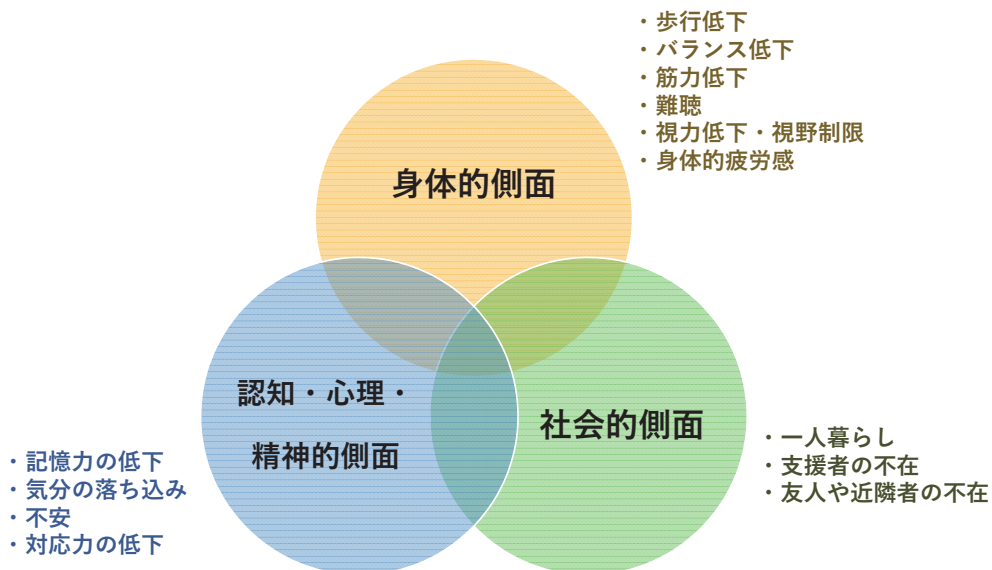 ・歩行低下
・バランス低下
・筋力低下
・難聴
・視力低下・視野制限
・身体的疲労感
身体的側面
認知・心理・
精神的側面
社会的側面
・記憶力の低下
・気分の落ち込み
・不安
・対応力の低下
・一人暮らし
・支援者の不在
・友人や近隣者の不在